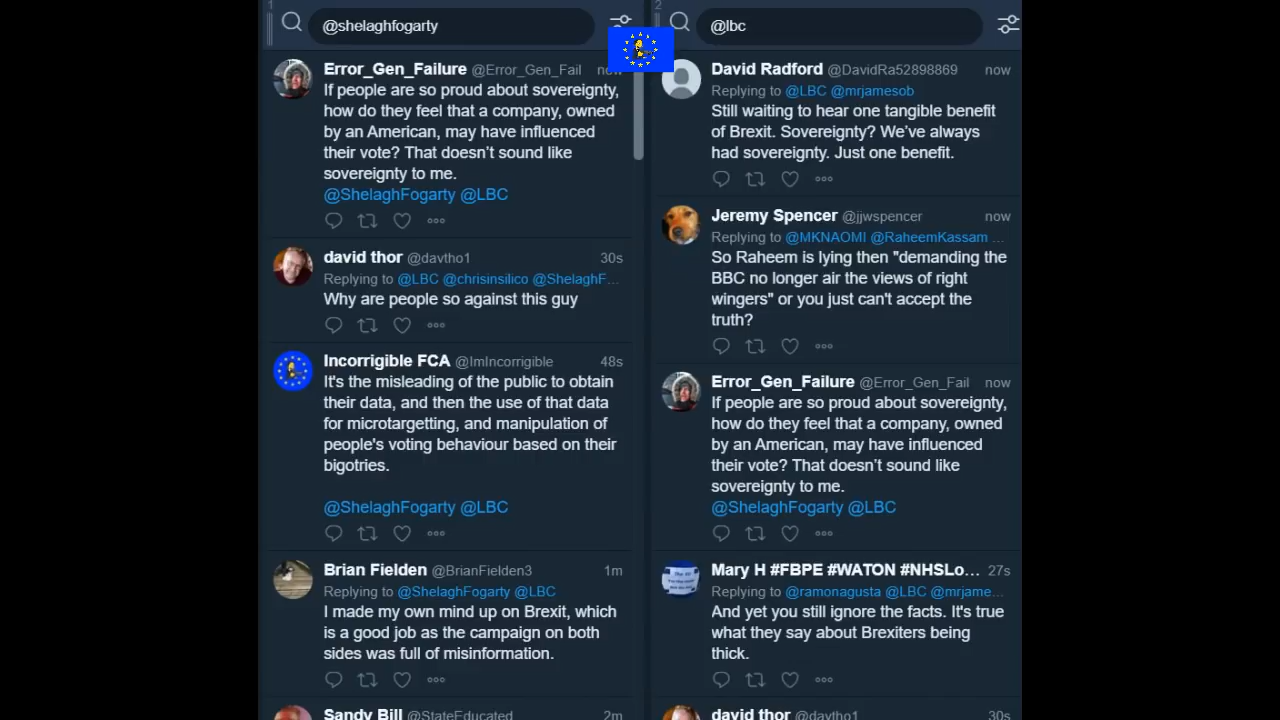 1
@shelaghfogarty
Error_Gen_Failure @Error_Gen_Fail now
If people are so proud about sovereignty,
how do they feel that a company, owned
by an American, may have influenced
their vote? That doesn’t sound like
sovereignty to me.
@ShelaghFogarty @LBC
david thor @davtho1 30s
Replying to @LBC @chrisinsilico @ShelaghF...
Why are people so against this guy
Incorrigible FCA @ImIncorrigible 48s
It's the misleading of the public to obtain
their data, and then the use of that data
for microtargetting, and manipulation of
people's voting behaviour based on their
bigotries.
@ShelaghFogarty @LBC
Brian Fielden @BrianFielden3 1m
Replying to @ShelaghFogarty @LBC
I made my own mind up on Brexit, which
is a good job as the campaign on both
sides was full of misinformation.
Sandy Bill @StateEducated 2m
2
@lbc
David Radford @DavidRa52898869 now
Replying to @LBC @mrjamesob
Still waiting to hear one tangible benefit
of Brexit. Sovereignty? We’ve always
had sovereignty. Just one benefit.
Jeremy Spencer @jjwspencer now
Replying to @MKNAOMI @RaheemKassam ...
So Raheem is lying then "demanding the
BBC no longer air the views of right
wingers" or you just can't accept the
truth?
Error_Gen_Failure @Error_Gen_Fail now
If people are so proud about sovereignty,
how do they feel that a company, owned
by an American, may have influenced
their vote? That doesn’t sound like
sovereignty to me.
@ShelaghFogarty @LBC
Mary H #FBPE #WATON #NHSLo... 27s
Replying to @ramonagusta @LBC @mrjame...
And yet you still ignore the facts. It's true
what they say about Brexiters being
thick.
david thor @davtho1 30s